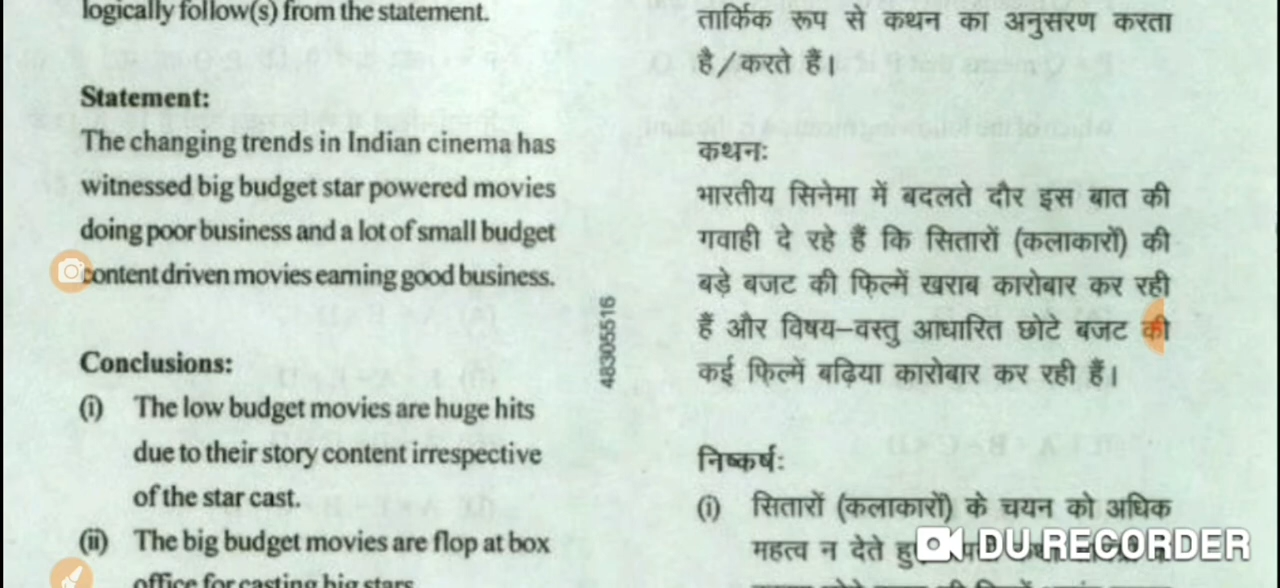 logically follow(s) from the statement.
Statement:
The changing trends in Indian cinema has
witnessed big budget star powered movies
doing poor business and a lot of small budget
content driven movies earning good business.
Conclusions:
(i) The low budget movies are huge hits
due to their story content irrespective
of the star cast.
(ii) The big budget movies are flop at box
office for casting big stars
48305516
तार्किक रूप से कथन का अनुसरण करता
है/करते हैं।
कथनः
भारतीय सिनेमा में बदलते दौर इस बात की
गवाही दे रहे हैं कि सितारों (कलाकारों) की
बड़े बजट की फिल्में खराब कारोबार कर रही
हैं और विषय–वस्तु आधारित छोटे बजट की
कई फिल्में बढ़िया कारोबार कर रही हैं।
निष्कर्षः
(i) सितारों (कलाकारों) के चयन को अधिक
महत्व न देते
DU RECORDER